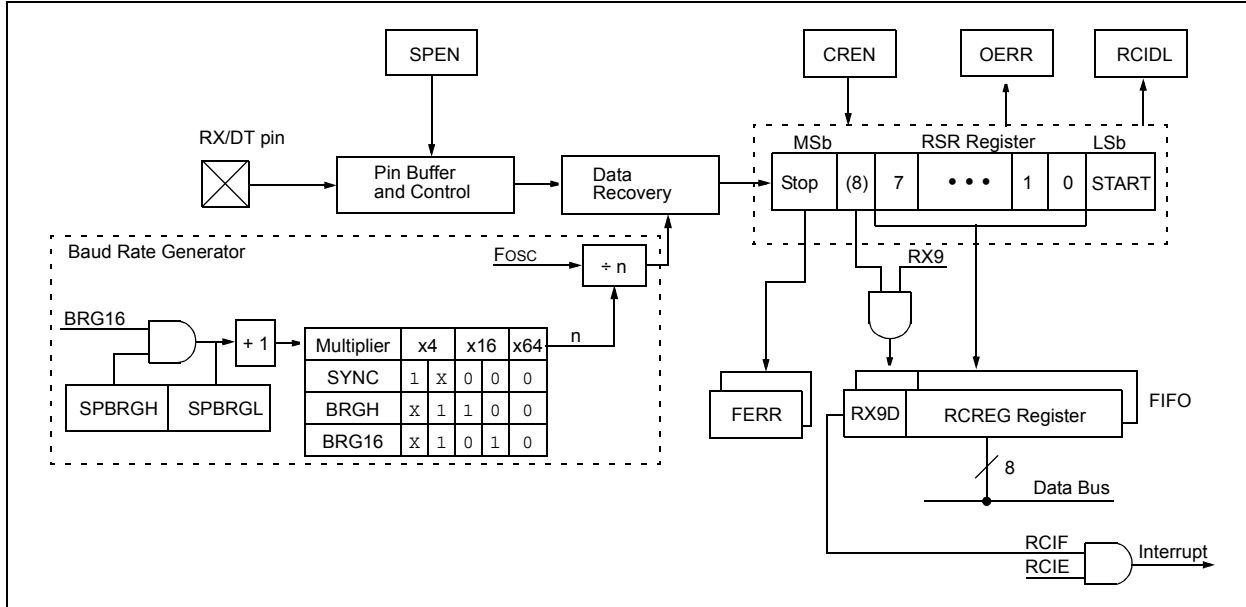 SPEN
CREN
OERR
RCIDL
RX/DT pin
Pin Buffer
and Control
Data
Recovery
MSb
RSR Register
LSb
Stop (8) 7 • • • 1 0 START
Baud Rate Generator
FOSC
÷ n
RX9
BRG16
+ 1
n
SPBRGH SPBRGL
Multiplier x4 x16 x64
SYNC 1 X 0 0 0
BRGH X 1 1 0 0
BRG16 X 1 0 1 0
FERR
RX9D RCREG Register
FIFO
8
Data Bus
RCIF
RCIE
Interrupt